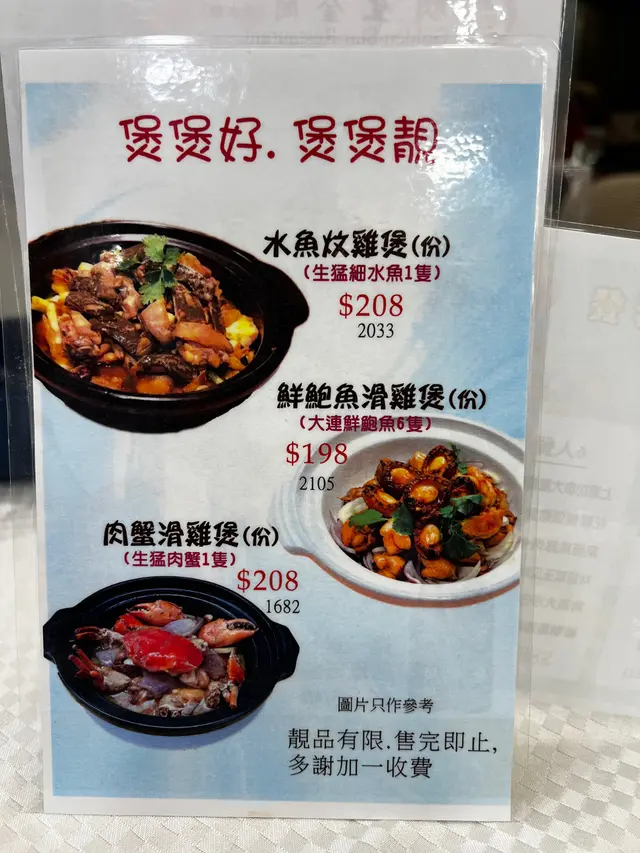 煲煲好. 煲煲靚
水魚炆雞煲(份)
(生猛細水魚1隻)
$208
2033
鮮鮑魚滑雞煲(份)
(大連鮮鮑魚6隻)
$198
2105
肉蟹滑雞煲(份)
(生猛肉蟹1隻)
$208
1682
圖片只作參考
靚品有限.售完即止,
多謝加一收費